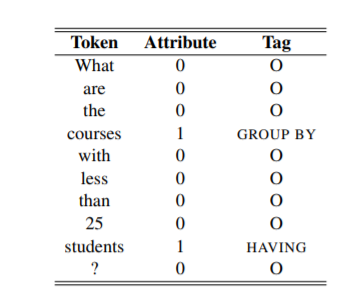 Token Attribute Tag
What 0 O
are 0 O
the 0 O
courses 1 GROUP BY
with 0 O
less 0 O
than 0 O
25 0 O
students 1 HAVING
? 0 O